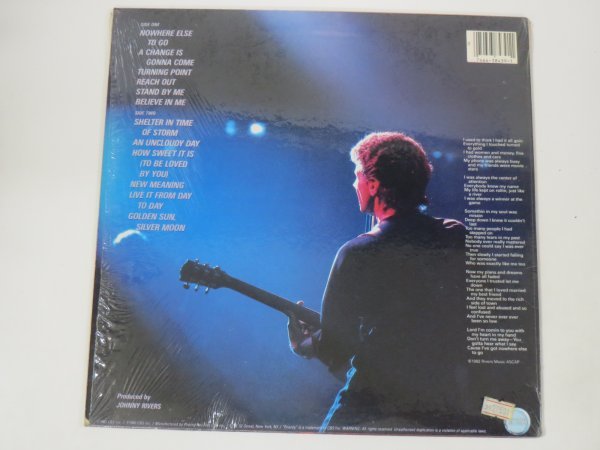 SIDE ONE
NOWHERE ELSE
TO GO
A CHANGE IS
GONNA COME
TURNING POINT
REACH OUT
STAND BY ME
BELIEVE IN ME
SIDE TWO
SHELTER IN TIME
OF STORM
AN UNCLOUDY DAY
HOW SWEET IT IS
(TO BE LOVED
BY YOU)
NEW MEANING
LIVE IT FROM DAY
TO DAY
GOLDEN SUN,
SILVER MOON
Produced by
JOHNNY RIVERS
I used to think I had it all goin'
Everything I touched turned
to gold
I had women and money, fine
clothes and cars
My phone was always busy
and my friends were movie
stars
I was always the center of
attention
Everybody knew my name
My life kept on rollin', just like
a river
I was always a winner at the
game
Somethin in my soul was
missin
Deep down I knew it couldn't
last
Too many people I had
stepped on
Too many tears in my past
Nobody ever really mattered
No one could say I was ever
true
Then slowly I started falling
for someone
Who was exactly like me too
Now my plans and dreams
have all faded
Everyone I trusted let me
down
The one that I loved married
my best friend
And they moved to the rich
side of town
I feel lost and abused and so
confused
And I've never ever ever
been so low
Lord I'm comin to you with
my heart in my hand
Don't turn me away—You
gotta hear what I say
Cause I've got nowhere else
to go
Rivers Music ASCAP